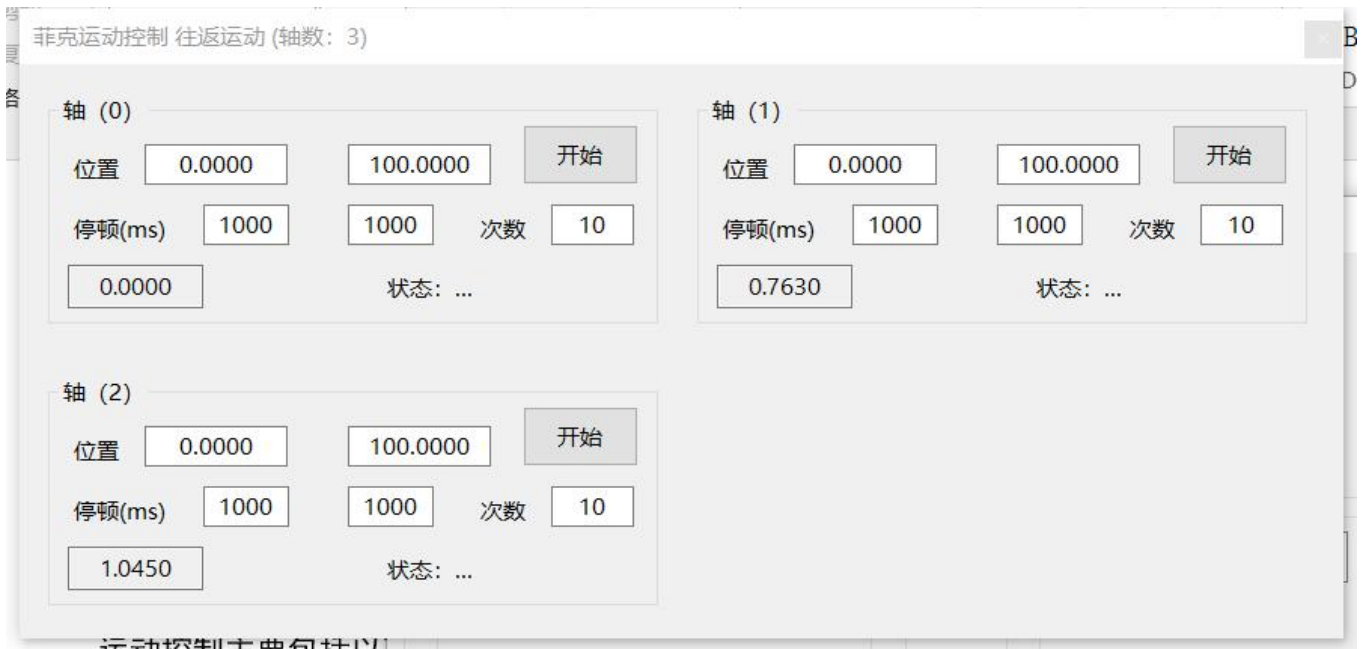 菲克运动控制 往返运动 (轴数：3)
轴 (0)
位置 0.0000 100.0000 开始
停顿(ms) 1000 1000 次数 10
0.0000 状态：...
轴 (1)
位置 0.0000 100.0000 开始
停顿(ms) 1000 1000 次数 10
0.7630 状态：...
轴 (2)
位置 0.0000 100.0000 开始
停顿(ms) 1000 1000 次数 10
1.0450 状态：...